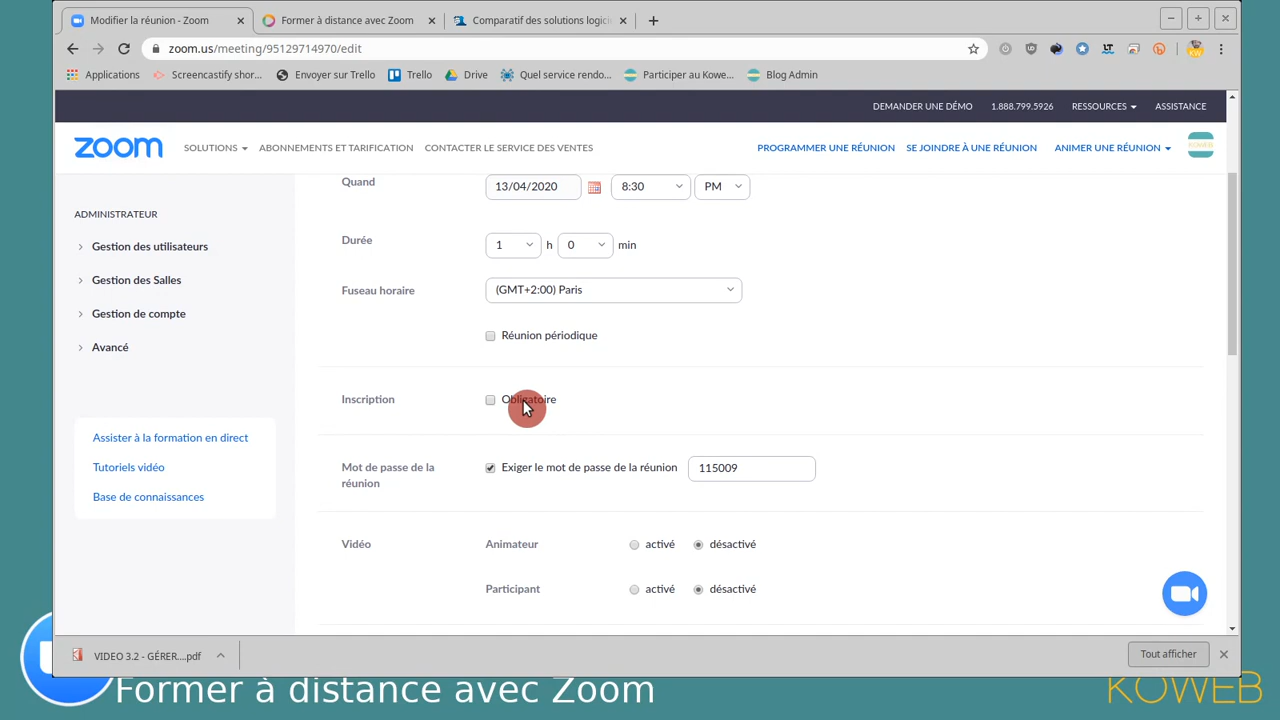 Modifier la réunion - Zoom
Former à distance avec Zoom
Comparatif des solutions logici
zoom.us/meeting/95129714970/edit
Applications
Screencastify shor...
Envoyer sur Trello
Trello
Drive
Quel service rendo...
Participer au Kowe...
Blog Admin
DEMANDER UNE DÉMO
1.888.799.5926
RESSOURCES
ASSISTANCE
zoom
SOLUTIONS
ABONNEMENTS ET TARIFICATION
CONTACTER LE SERVICE DES VENTES
PROGRAMMER UNE RÉUNION
SE JOINDRE À UNE RÉUNION
ANIMER UNE RÉUNION
KOWEB
ADMINISTRATEUR
Gestion des utilisateurs
Gestion des Salles
Gestion de compte
Avancé
Assister à la formation en direct
Tutoriels vidéo
Base de connaissances
Quand
13/04/2020
8:30
PM
Durée
1
h
0
min
Fuseau horaire
(GMT+2:00) Paris
Réunion périodique
Inscription
Obligatoire
Mot de passe de la
réunion
Exiger le mot de passe de la réunion
115009
Vidéo
Animateur
activé
désactivé
Participant
activé
désactivé
VIDEO 3.2 - GÉRER....pdf
Tout afficher
Former à distance avec Zoom
KOWEB